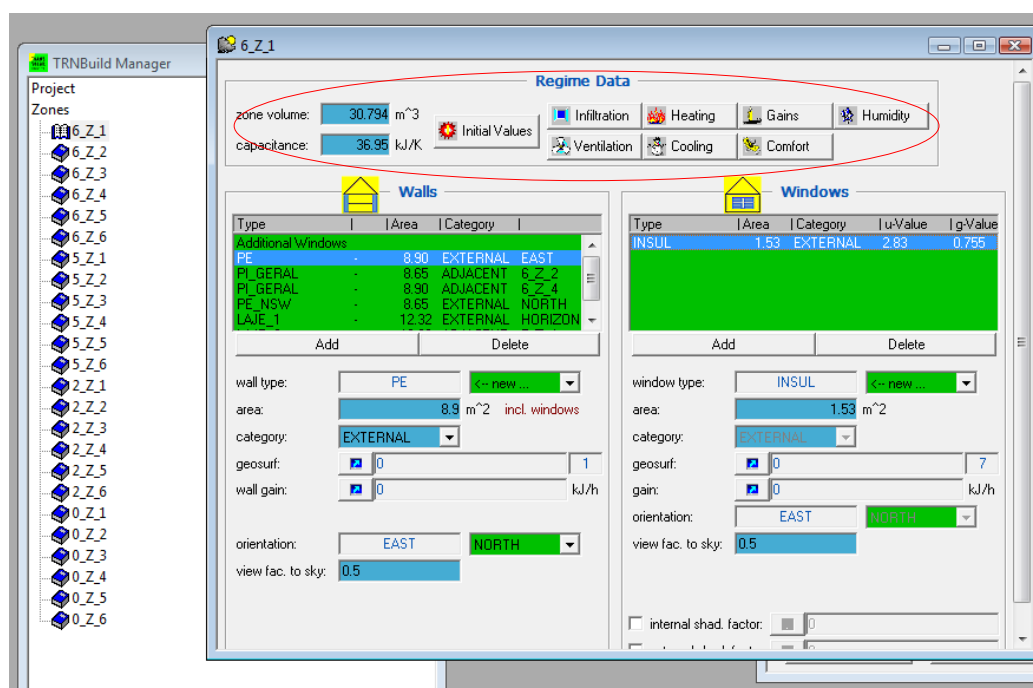 6_Z_1
TRNBuild Manager
Project
Zones
6_Z_1
6_Z_2
6_Z_3
6_Z_4
6_Z_5
6_Z_6
5_Z_1
5_Z_2
5_Z_3
5_Z_4
5_Z_5
5_Z_6
2_Z_1
2_Z_2
2_Z_3
2_Z_4
2_Z_5
2_Z_6
0_Z_1
0_Z_2
0_Z_3
0_Z_4
0_Z_5
0_Z_6
Regime Data
zone volume: 30.794 m^3 Initial Values Infiltration Heating Gains Humidity
capacitance: 36.95 kJ/K Ventilation Cooling Comfort
Walls
Type | | Area | Category |
Additional Windows
PE - 8.90 EXTERNAL EAST
PI_GERAL - 8.65 ADJACENT 6_Z_2
PI_GERAL - 8.90 ADJACENT 6_Z_4
PE_NSW - 8.65 EXTERNAL NORTH
LAJE_1 - 12.32 EXTERNAL HORIZON
Add Delete
wall type: PE <-- new ...
area: 8.9 m^2 incl. windows
category: EXTERNAL
geosurf: 0 1
wall gain: 0 kJ/h
orientation: EAST NORTH
view fac. to sky: 0.5
Windows
Type | Area | Category | u-Value | g-Value
INSUL 1.53 EXTERNAL 2.83 0.755
Add Delete
window type: INSUL <-- new ...
area: 1.53 m^2
category: EXTERNAL
geosurf: 0 7
gain: 0 kJ/h
orientation: EAST NORTH
view fac. to sky: 0.5
internal shad. factor: 0